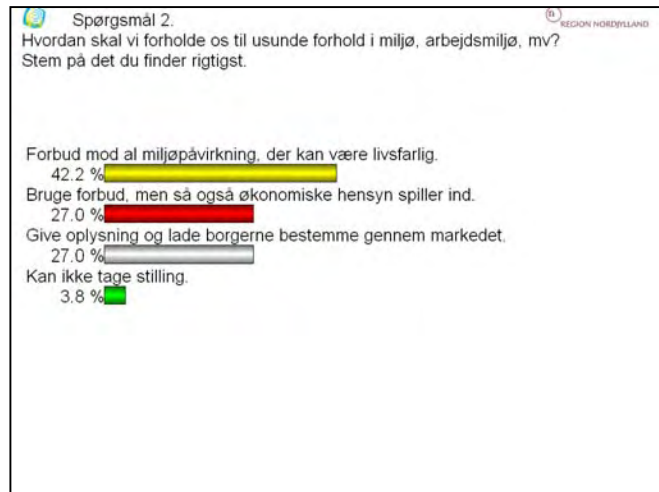 Spørgsmål 2.
REGION NORDJYLLAND
Hvordan skal vi forholde os til usunde forhold i miljø, arbejdsmiljø, mv?
Stem på det du finder rigtigst.
Forbud mod al miljøpåvirkning, der kan være livsfarlig.
42.2 %
Bruge forbud, men så også økonomiske hensyn spiller ind.
27.0 %
Give oplysning og lade borgerne bestemme gennem markedet.
27.0 %
Kan ikke tage stilling.
3.8 %